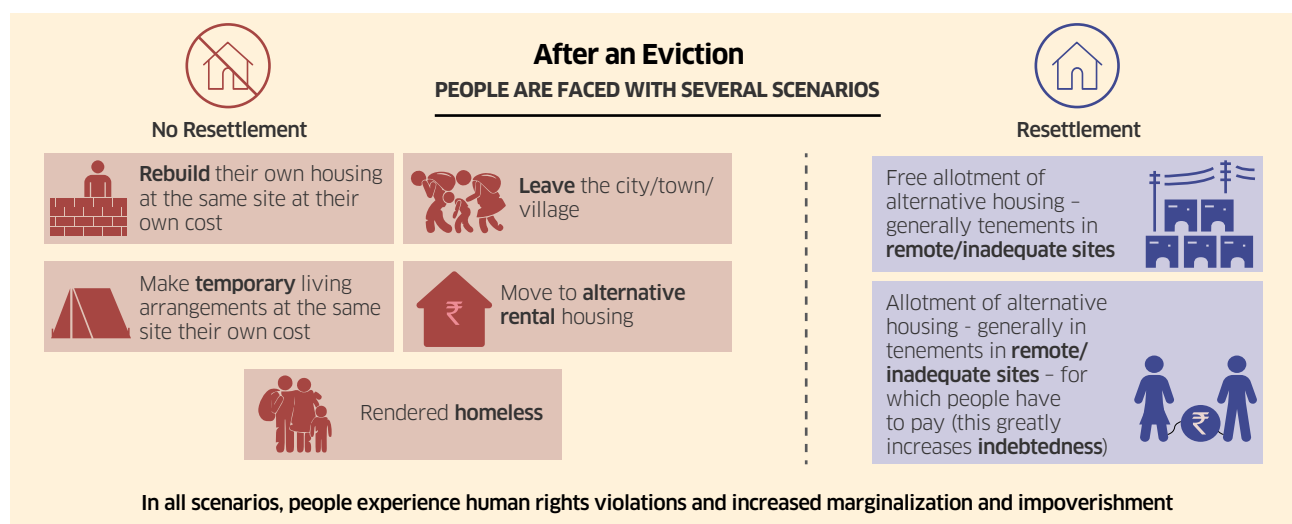 After an Eviction
PEOPLE ARE FACED WITH SEVERAL SCENARIOS
No Resettlement
Rebuild their own housing
at the same site at their
own cost
Leave the city/town/
village
Make temporary living
arrangements at the same
site their own cost
₹
Move to alternative
rental housing
Rendered homeless
Resettlement
Free allotment of
alternative housing –
generally tenements in
remote/inadequate sites
Allotment of alternative
housing - generally in
tenements in remote/
inadequate sites – for
which people have
to pay (this greatly
increases indebtedness)
₹
In all scenarios, people experience human rights violations and increased marginalization and impoverishment